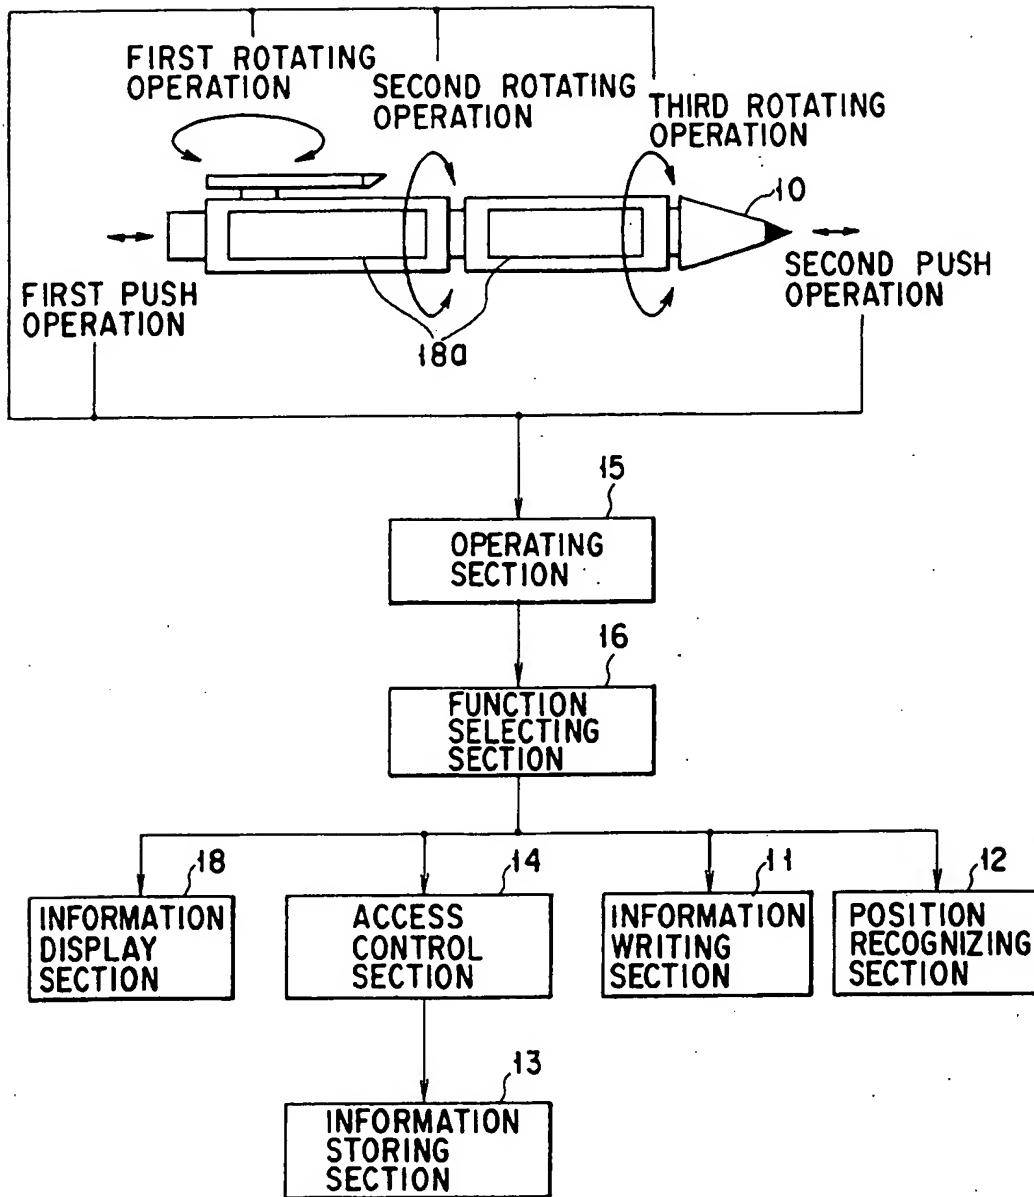 FIRST ROTATING
OPERATION
SECOND ROTATING
OPERATION
THIRD ROTATING
OPERATION
10
FIRST PUSH
OPERATION
18a
SECOND PUSH
OPERATION
15
OPERATING
SECTION
16
FUNCTION
SELECTING
SECTION
18
INFORMATION
DISPLAY
SECTION
14
ACCESS
CONTROL
SECTION
11
INFORMATION
WRITING
SECTION
12
POSITION
RECOGNIZING
SECTION
13
INFORMATION
STORING
SECTION